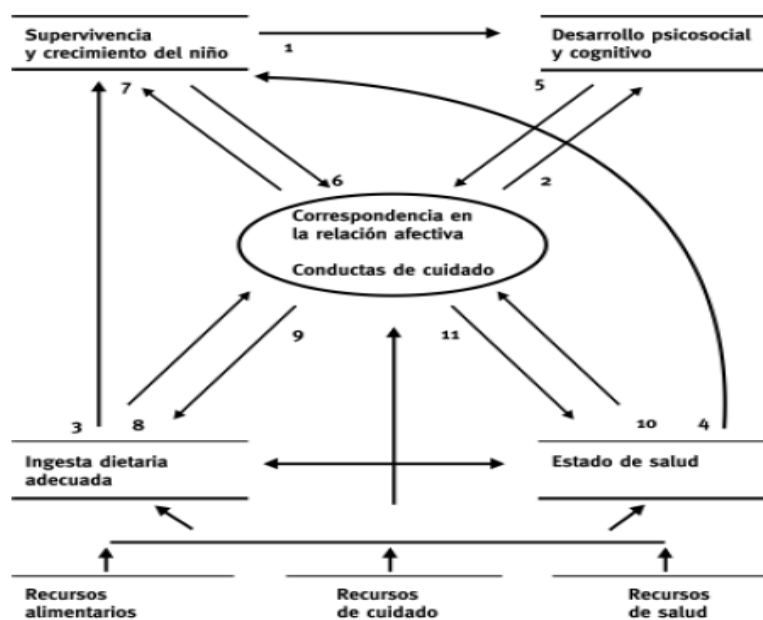 Supervivencia
y crecimiento del niño
1
Desarrollo psicosocial
y cognitivo
7
5
6
2
Correspondencia en
la relación afectiva
Conductas de cuidado
9
11
3
8
10
4
Ingesta dietaria
adecuada
Estado de salud
Recursos
alimentarios
Recursos
de cuidado
Recursos
de salud